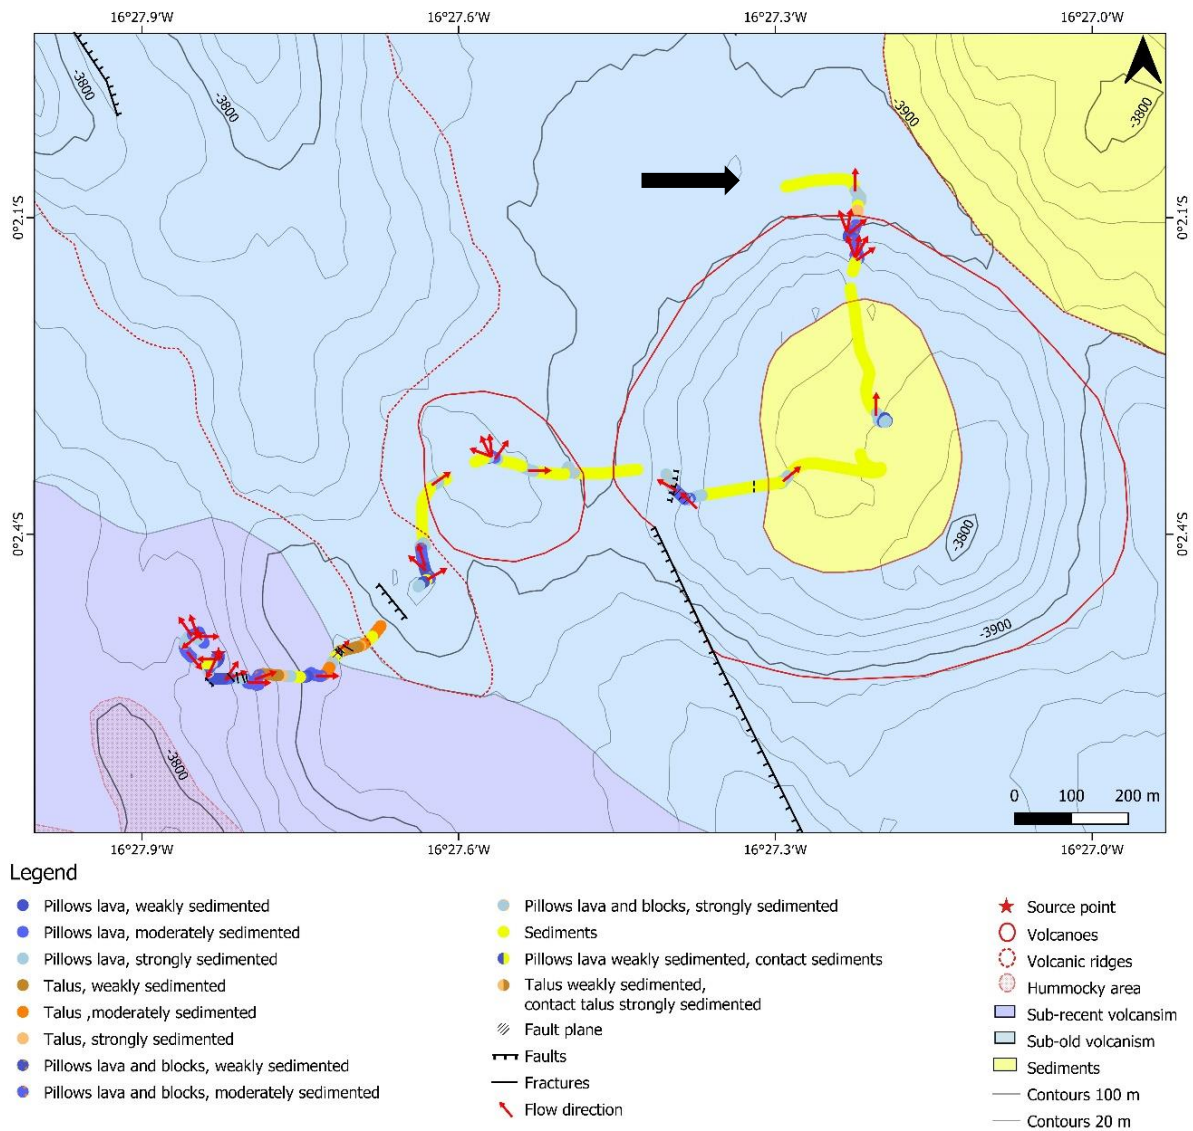 16°27.9'W 16°27.6'W 16°27.3'W 16°27.0'W
-3800
-3800
-3900
-3800
0°2.1'S
0°2.1'S
0°2.4'S
0°2.4'S
-3800
-3900
-3800
0 100 200 m
16°27.9'W 16°27.6'W 16°27.3'W 16°27.0'W
Legend
Pillows lava, weakly sedimented
Pillows lava, moderately sedimented
Pillows lava, strongly sedimented
Talus, weakly sedimented
Talus ,moderately sedimented
Talus, strongly sedimented
Pillows lava and blocks, weakly sedimented
Pillows lava and blocks, moderately sedimented
Pillows lava and blocks, strongly sedimented
Sediments
Pillows lava weakly sedimented, contact sediments
Talus weakly sedimented,
contact talus strongly sedimented
Fault plane
Faults
Fractures
Flow direction
Source point
Volcanoes
Volcanic ridges
Hummocky area
Sub-recent volcansim
Sub-old volcanism
Sediments
Contours 100 m
Contours 20 m